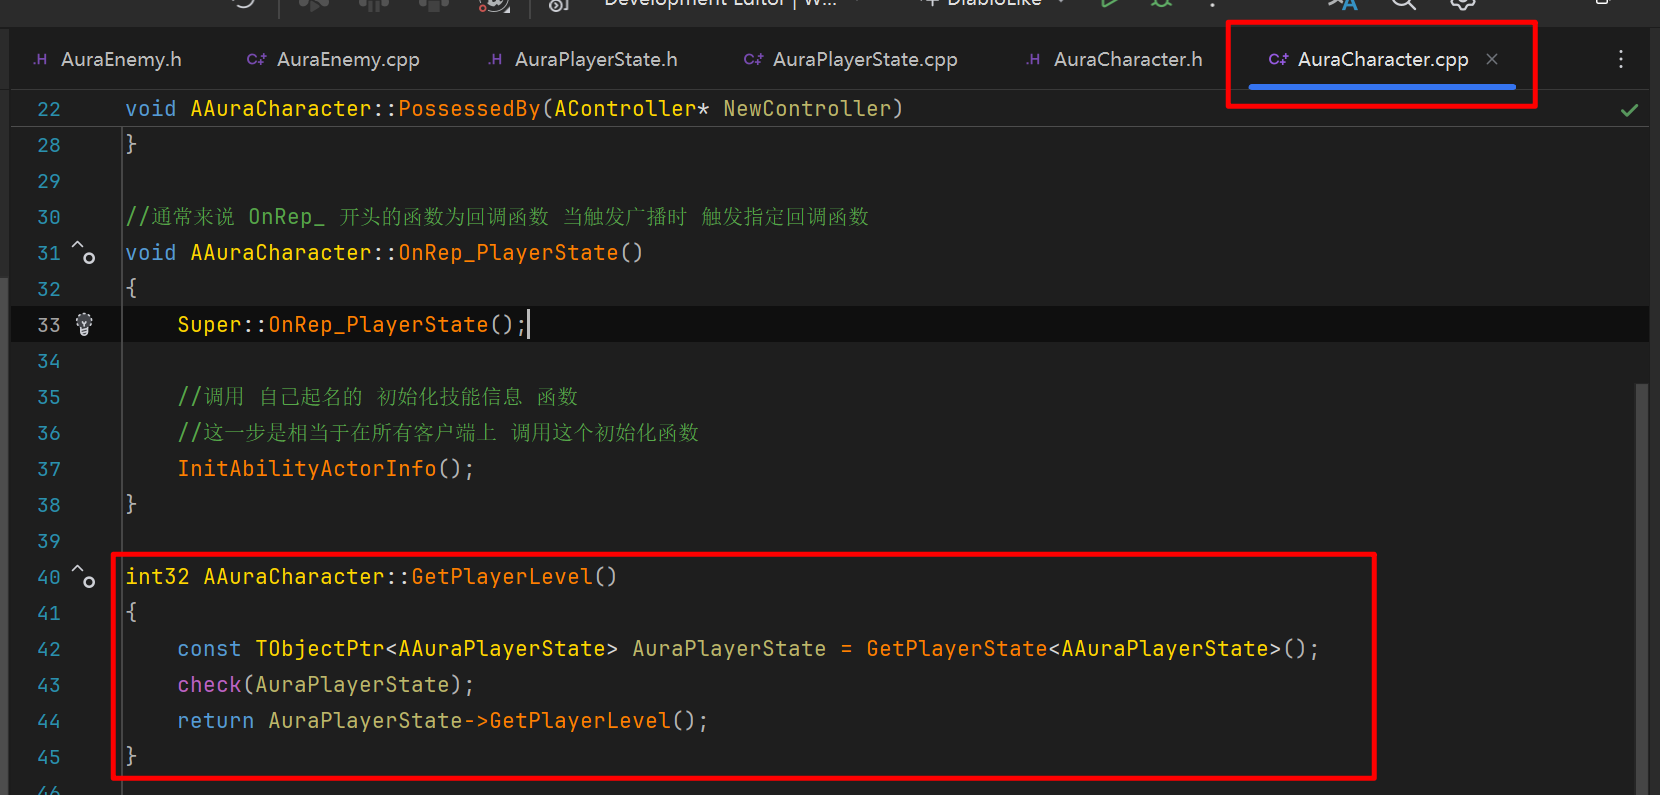 Development Editor | W...
DiabloLike
AuraEnemy.h
AuraEnemy.cpp
AuraPlayerState.h
AuraPlayerState.cpp
AuraCharacter.h
AuraCharacter.cpp
22 void AAuraCharacter::PossessedBy(AController* NewController)
28 }
29
30 //通常来说 OnRep_ 开头的函数为回调函数 当触发广播时 触发指定回调函数
31 void AAuraCharacter::OnRep_PlayerState()
32 {
33 Super::OnRep_PlayerState();
34
35 //调用 自己起名的 初始化技能信息 函数
36 //这一步是相当于在所有客户端上 调用这个初始化函数
37 InitAbilityActorInfo();
38 }
39
40 int32 AAuraCharacter::GetPlayerLevel()
41 {
42 const TObjectPtr<AAuraPlayerState> AuraPlayerState = GetPlayerState<AAuraPlayerState>();
43 check(AuraPlayerState);
44 return AuraPlayerState->GetPlayerLevel();
45 }
46